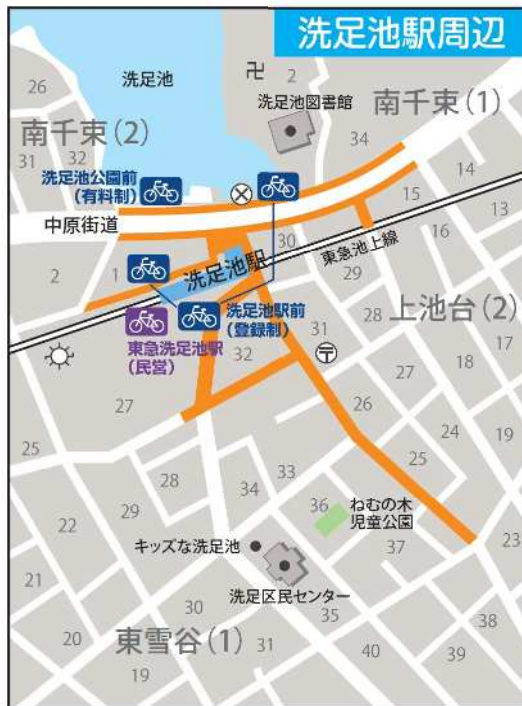 洗足池駅周辺
26
洗足池
卍
2
洗足池図書館
南千束(1)
南千束(2)
31
32
34
洗足池公園前
(有料制)
14
15
中原街道
13
16
30
東急池上線
2
1
洗足池駅
29
洗足池駅前
(登録制)
28
上池台(2)
東急洗足池駅
(民営)
31
〒
17
32
18
27
27
26
24
19
25
25
28
33
34
36
ねむの木
児童公園
29
22
37
23
キッズな洗足池
21
洗足区民センター
30
35
38
20
東雪谷(1)
31
40
39
19